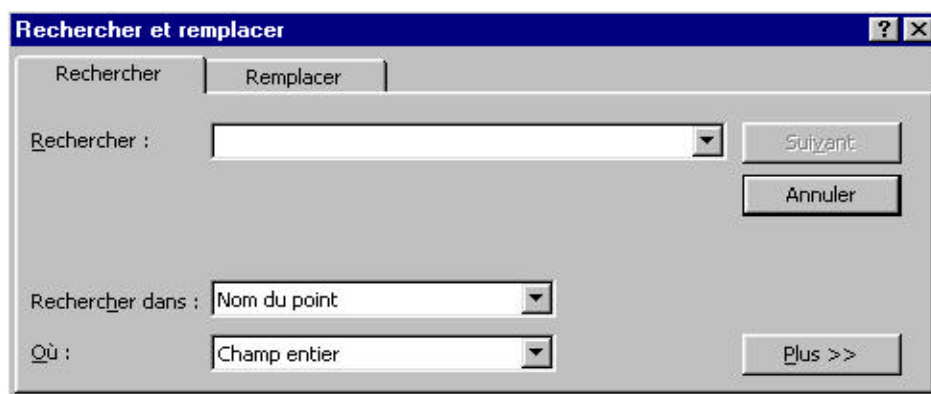 Rechercher et remplacer
Rechercher Remplacer
Rechercher : Suivant
Annuler
Rechercher dans : Nom du point
Où : Champ entier Plus >>